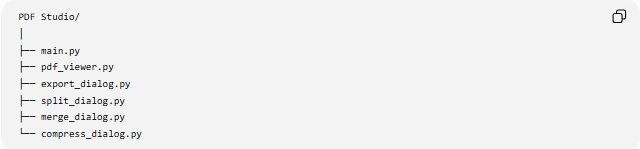 PDF Studio/
│
├── main.py
├── pdf_viewer.py
├── export_dialog.py
├── split_dialog.py
├── merge_dialog.py
└── compress_dialog.py